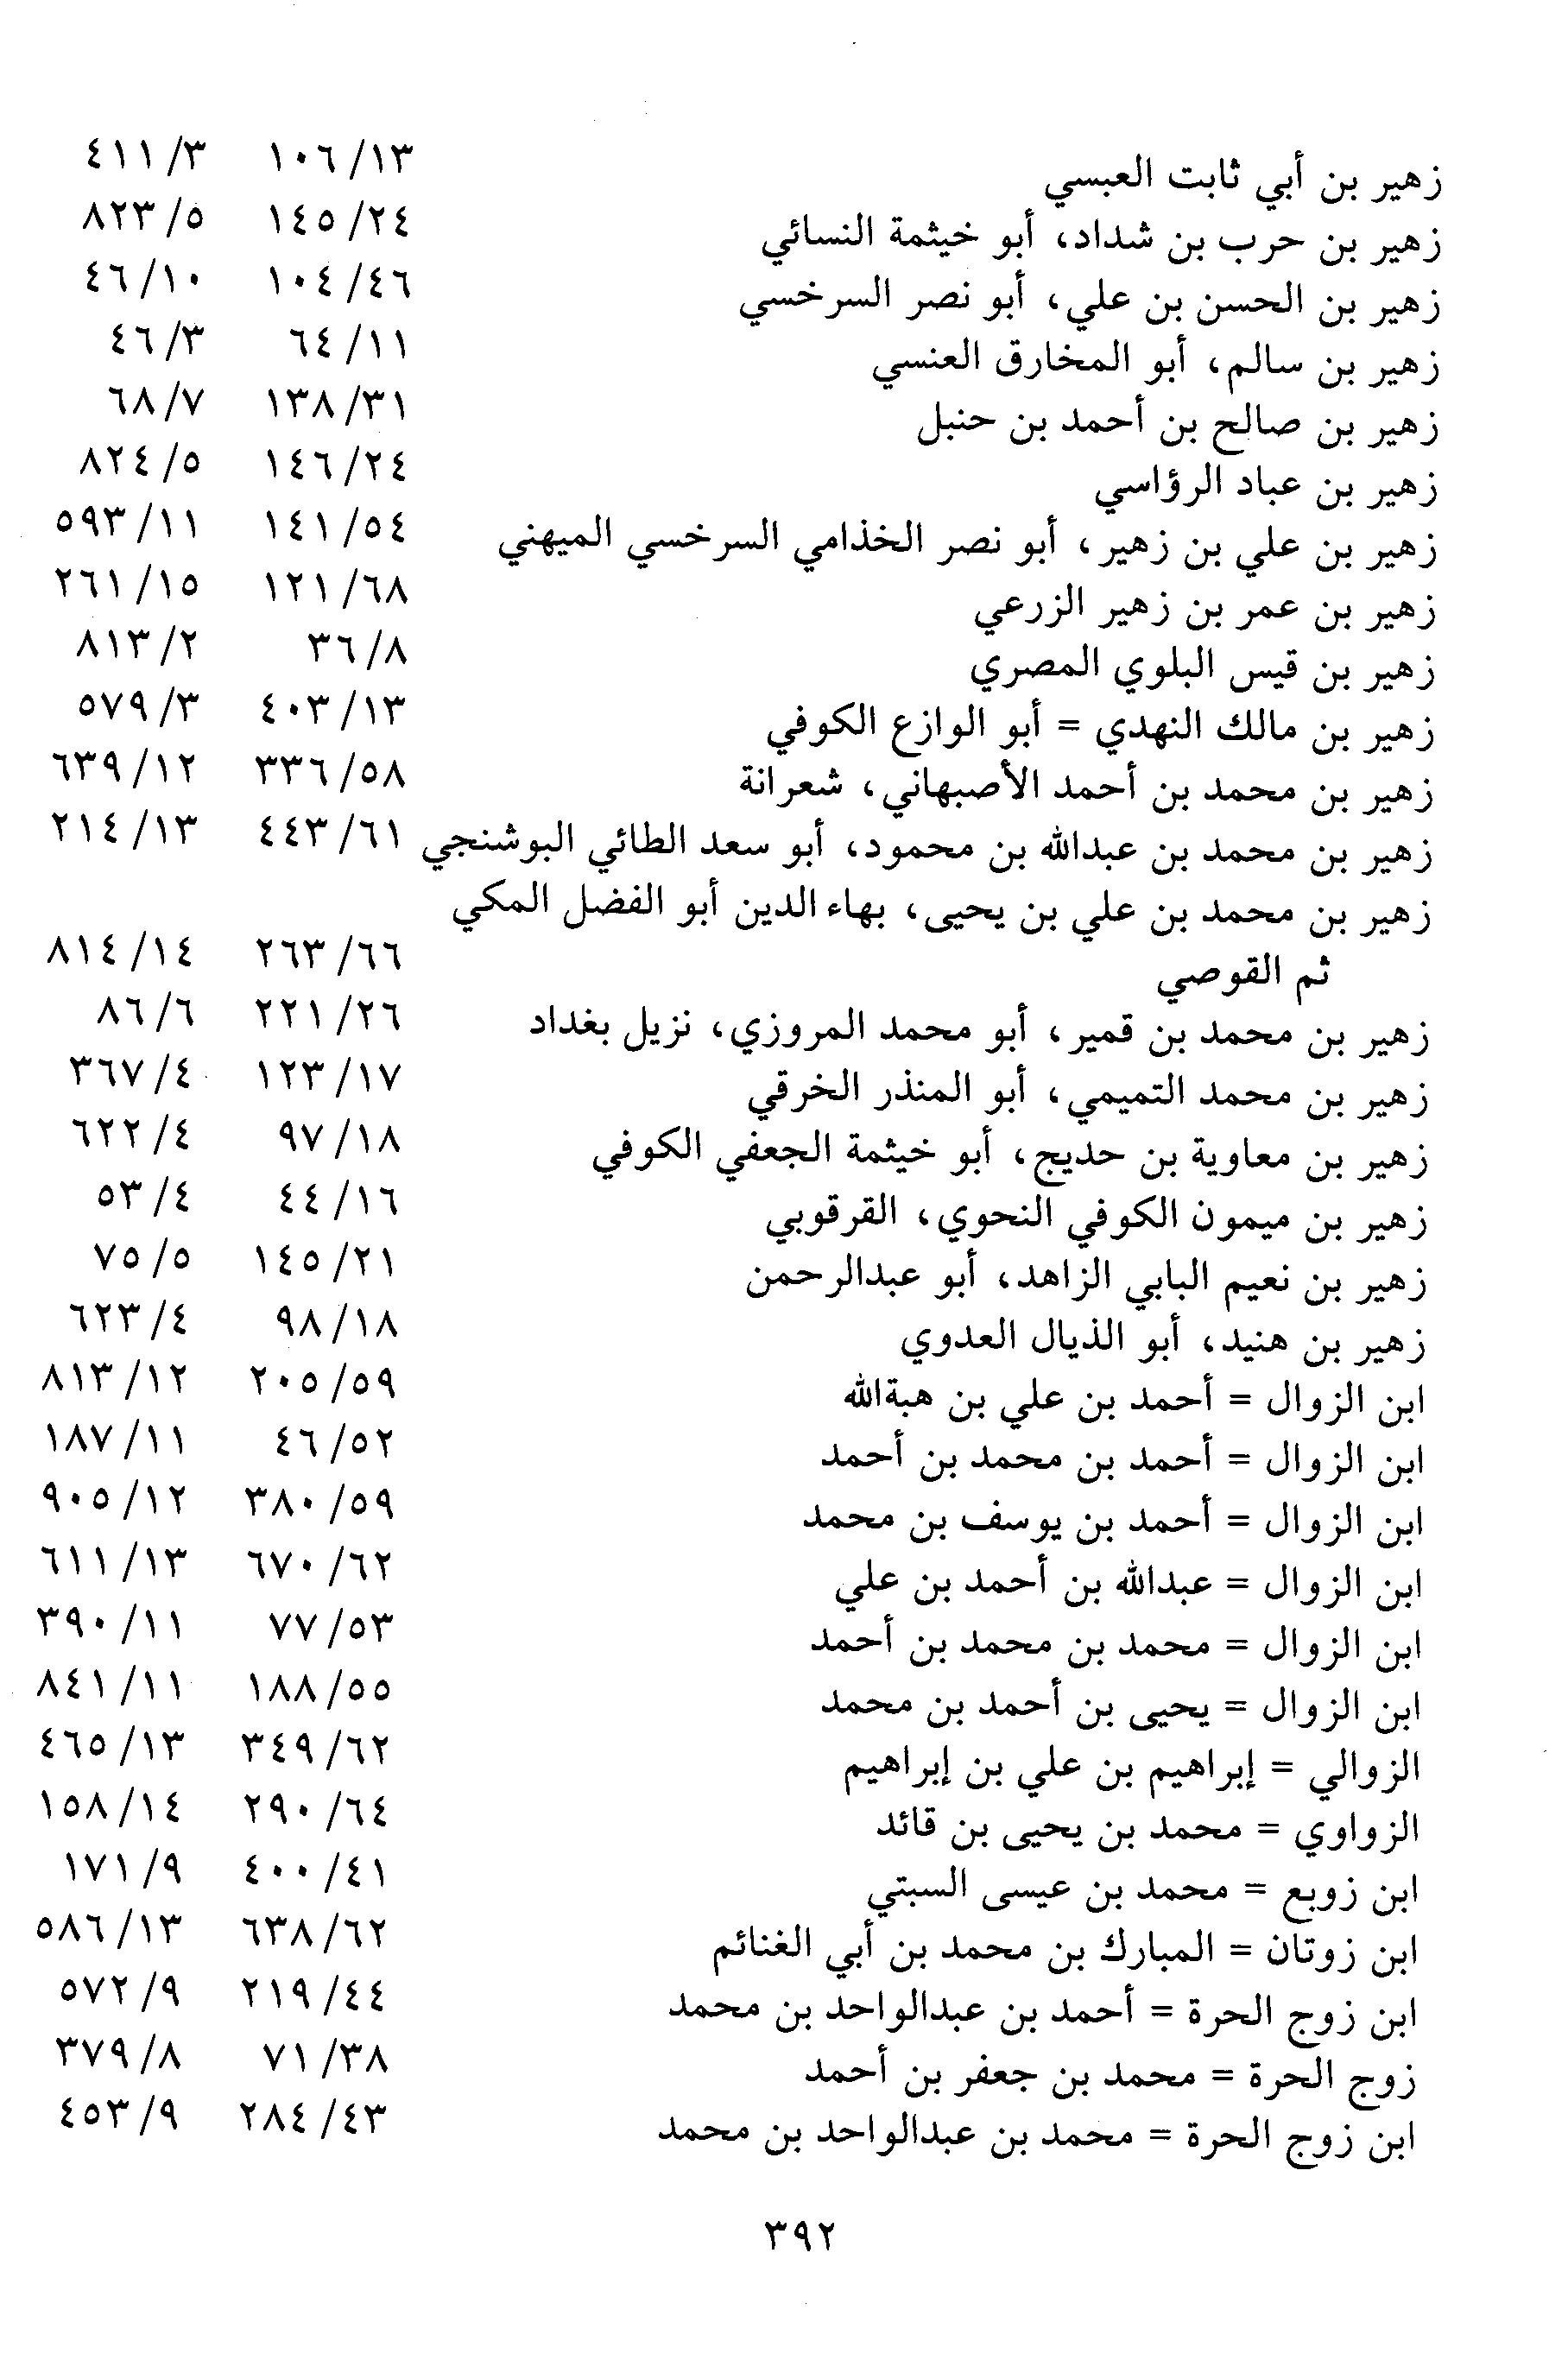 زهير بن أبي ثابت العبسي ١٣/ ١٠٦ ٣/ ٤١١
زهير بن حرب بن شداد، أبو خيثمة النسائي ٢٤/ ١٤٥ ٥/ ٨٢٣
زهير بن الحسن بن علي، أبو نصر السرخسي ٤٦/ ١٠٤ ١٠/ ٤٦
زهير بن سالم، أبو المخارق العنسي ١١/ ٦٤ ٣/ ٤٦
زهير بن صالح بن أحمد بن حنبل ٣١/ ١٣٨ ٧/ ٦٨
زهير بن عباد الرؤاسي ٢٤/ ١٤٦ ٥/ ٨٢٤
زهير بن علي بن زهير، أبو نصر الخذامي السرخسي الميهني ٥٤/ ١٤١ ١١/ ٥٩٣
زهير بن عمر بن زهير الزرعي ٦٨/ ١٢١ ١٥/ ٢٦١
زهير بن قيس البلوي المصري ٨/ ٣٦ ٢/ ٨١٣
زهير بن مالك النهدي = أبو الوازع الكوفي ١٣/ ٤٠٣ ٣/ ٥٧٩
زهير بن محمد بن أحمد الأصبهاني، شعرانة ٥٨/ ٣٣٦ ١٢/ ٦٣٩
زهير بن محمد بن عبدالله بن محمود، أبو سعد الطائي البوشنجي ٦١/ ٤٤٣ ١٣/ ٢١٤
زهير بن محمد بن علي بن يحيى، بهاء الدين أبو الفضل المكي
ثم القوصي ٦٦/ ٢٦٣ ١٤/ ٨١٤
زهير بن محمد بن قمير، أبو محمد المروزي، نزيل بغداد ٢٦/ ٢٢١ ٦/ ٨٦
زهير بن محمد التميمي، أبو المنذر الخرقي ١٧/ ١٢٣ ٤/ ٣٦٧
زهير بن معاوية بن حديج، أبو خيثمة الجعفي الكوفي ١٨/ ٩٧ ٤/ ٦٢٢
زهير بن ميمون الكوفي النحوي، القرقوبي ١٦/ ٤٤ ٤/ ٥٣
زهير بن نعيم البابي الزاهد، أبو عبدالرحمن ٢١/ ١٤٥ ٥/ ٧٥
زهير بن هنيد، أبو الذيال العدوي ١٨/ ٩٨ ٤/ ٦٢٣
ابن الزوال = أحمد بن علي بن هبةالله ٥٩/ ٢٠٥ ١٢/ ٨١٣
ابن الزوال = أحمد بن محمد بن أحمد ٥٢/ ٤٦ ١١/ ١٨٧
ابن الزوال = أحمد بن يوسف بن محمد ٥٩/ ٣٨٠ ١٢/ ٩٠٥
ابن الزوال = عبدالله بن أحمد بن علي ٦٢/ ٦٧٠ ١٣/ ٦١١
ابن الزوال = محمد بن محمد بن أحمد ٥٣/ ٧٧ ١١/ ٣٩٠
ابن الزوال = يحيى بن أحمد بن محمد ٥٥/ ١٨٨ ١١/ ٨٤١
الزوالي = إبراهيم بن علي بن إبراهيم ٦٢/ ٣٤٩ ١٣/ ٤٦٥
الزواوي = محمد بن يحيى بن قائد ٦٤/ ٢٩٠ ١٤/ ١٥٨
ابن زوبع = محمد بن عيسى السبتي ٤١/ ٤٠٠ ٩/ ١٧١
ابن زوتان = المبارك بن محمد بن أبي الغنائم ٦٢/ ٦٣٨ ١٣/ ٥٨٦
ابن زوج الحرة = أحمد بن عبدالواحد بن محمد ٤٤/ ٢١٩ ٩/ ٥٧٢
زوج الحرة = محمد بن جعفر بن أحمد ٣٨/ ٧١ ٨/ ٣٧٩
ابن زوج الحرة = محمد بن عبدالواحد بن محمد ٤٣/ ٢٨٤ ٩/ ٤٥٣
٣٩٢